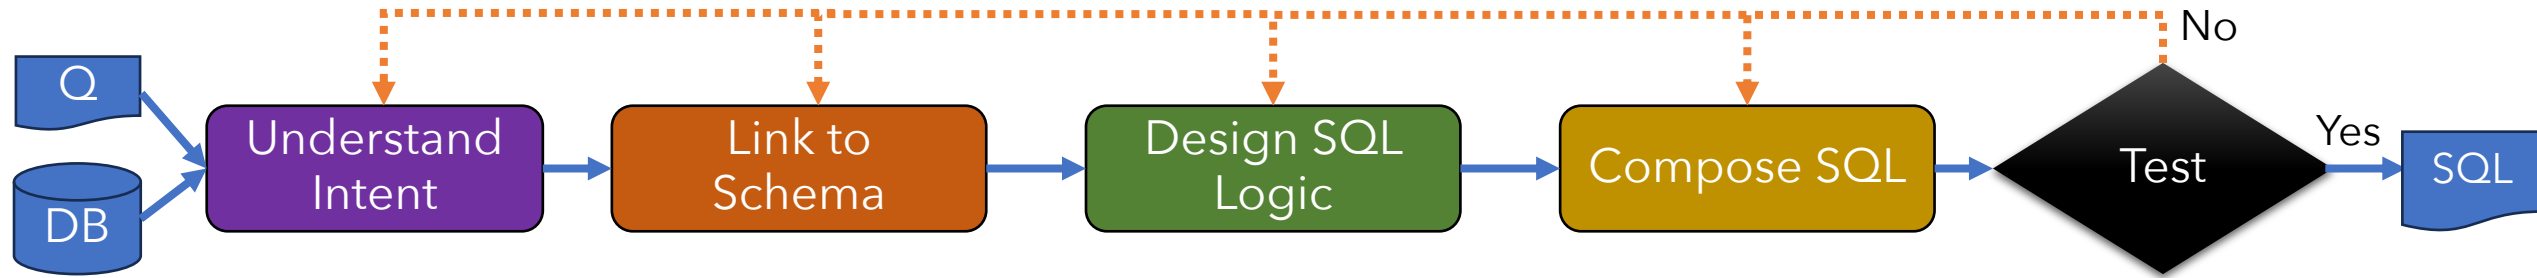 Q
DB
Understand
Intent
Link to
Schema
Design SQL
Logic
Compose SQL
Test
No
Yes
SQL